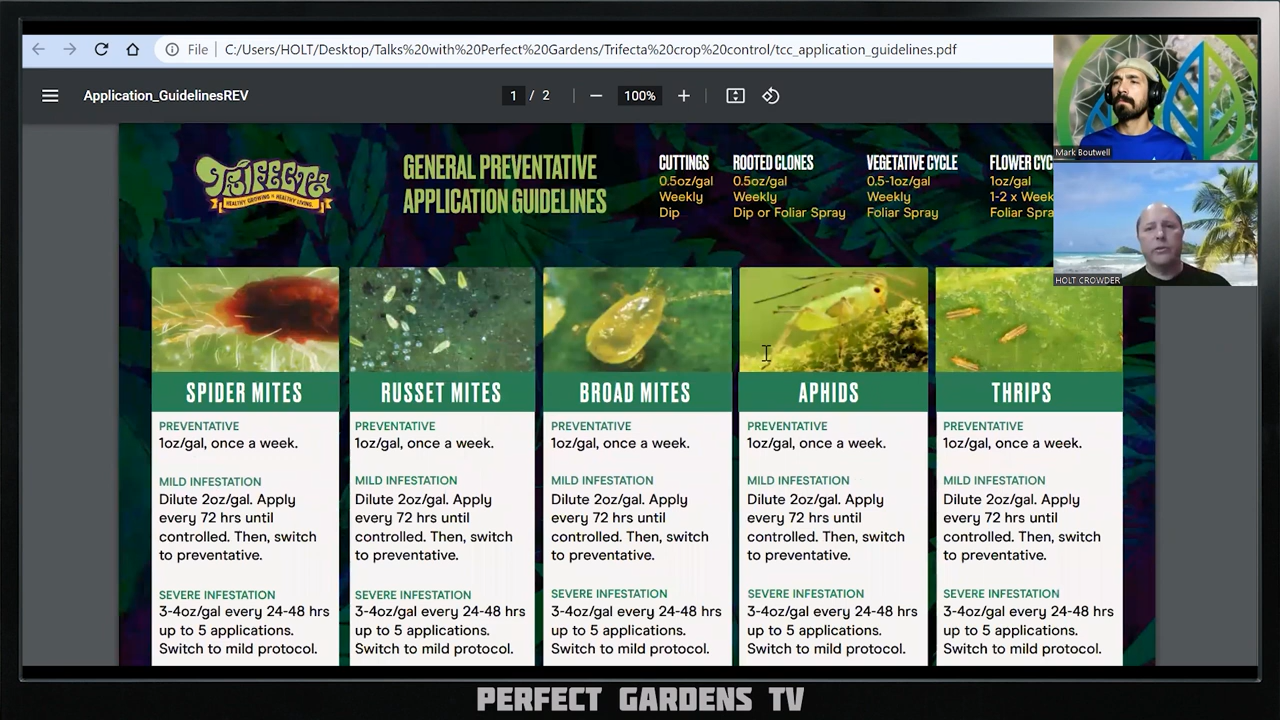 File
C:/Users/HOLT/Desktop/Talks%20with%20Perfect%20Gardens/Trifecta%20crop%20control/tcc_application_guidelines.pdf
Application_GuidelinesREV
1 / 2
100%
Mark Boutwell
HOLT CROWDER
TRIFECTA
HEALTHY GROWING = HEALTHY LIVING.
GENERAL PREVENTATIVE
APPLICATION GUIDELINES
CUTTINGS
0.5oz/gal
Weekly
Dip
ROOTED CLONES
0.5oz/gal
Weekly
Dip or Foliar Spray
VEGETATIVE CYCLE
0.5-1oz/gal
Weekly
Foliar Spray
FLOWER CYC
1oz/gal
1-2 x Week
Foliar Spra
SPIDER MITES
PREVENTATIVE
1oz/gal, once a week.
MILD INFESTATION
Dilute 2oz/gal. Apply
every 72 hrs until
controlled. Then, switch
to preventative.
SEVERE INFESTATION
3-4oz/gal every 24-48 hrs
up to 5 applications.
Switch to mild protocol.
RUSSET MITES
PREVENTATIVE
1oz/gal, once a week.
MILD INFESTATION
Dilute 2oz/gal. Apply
every 72 hrs until
controlled. Then, switch
to preventative.
SEVERE INFESTATION
3-4oz/gal every 24-48 hrs
up to 5 applications.
Switch to mild protocol.
BROAD MITES
PREVENTATIVE
1oz/gal, once a week.
MILD INFESTATION
Dilute 2oz/gal. Apply
every 72 hrs until
controlled. Then, switch
to preventative.
SEVERE INFESTATION
3-4oz/gal every 24-48 hrs
up to 5 applications.
Switch to mild protocol.
APHIDS
PREVENTATIVE
1oz/gal, once a week.
MILD INFESTATION
Dilute 2oz/gal. Apply
every 72 hrs until
controlled. Then, switch
to preventative.
SEVERE INFESTATION
3-4oz/gal every 24-48 hrs
up to 5 applications.
Switch to mild protocol.
THRIPS
PREVENTATIVE
1oz/gal, once a week.
MILD INFESTATION
Dilute 2oz/gal. Apply
every 72 hrs until
controlled. Then, switch
to preventative.
SEVERE INFESTATION
3-4oz/gal every 24-48 hrs
up to 5 applications.
Switch to mild protocol.
PERFECT GARDENS TV